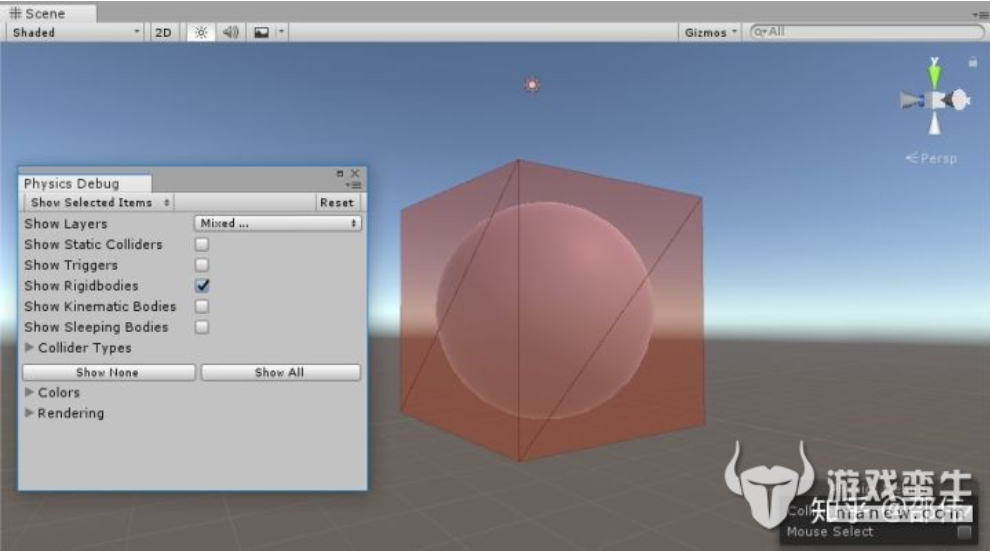 Scene
Shaded 2D Gizmos All
y
Persp
Physics Debug
Show Selected Items Reset
Show Layers Mixed ...
Show Static Colliders
Show Triggers
Show Rigidbodies
Show Kinematic Bodies
Show Sleeping Bodies
Collider Types
Show None Show All
Colors
Rendering
游戏蛮牛
知乎
Mouse Select